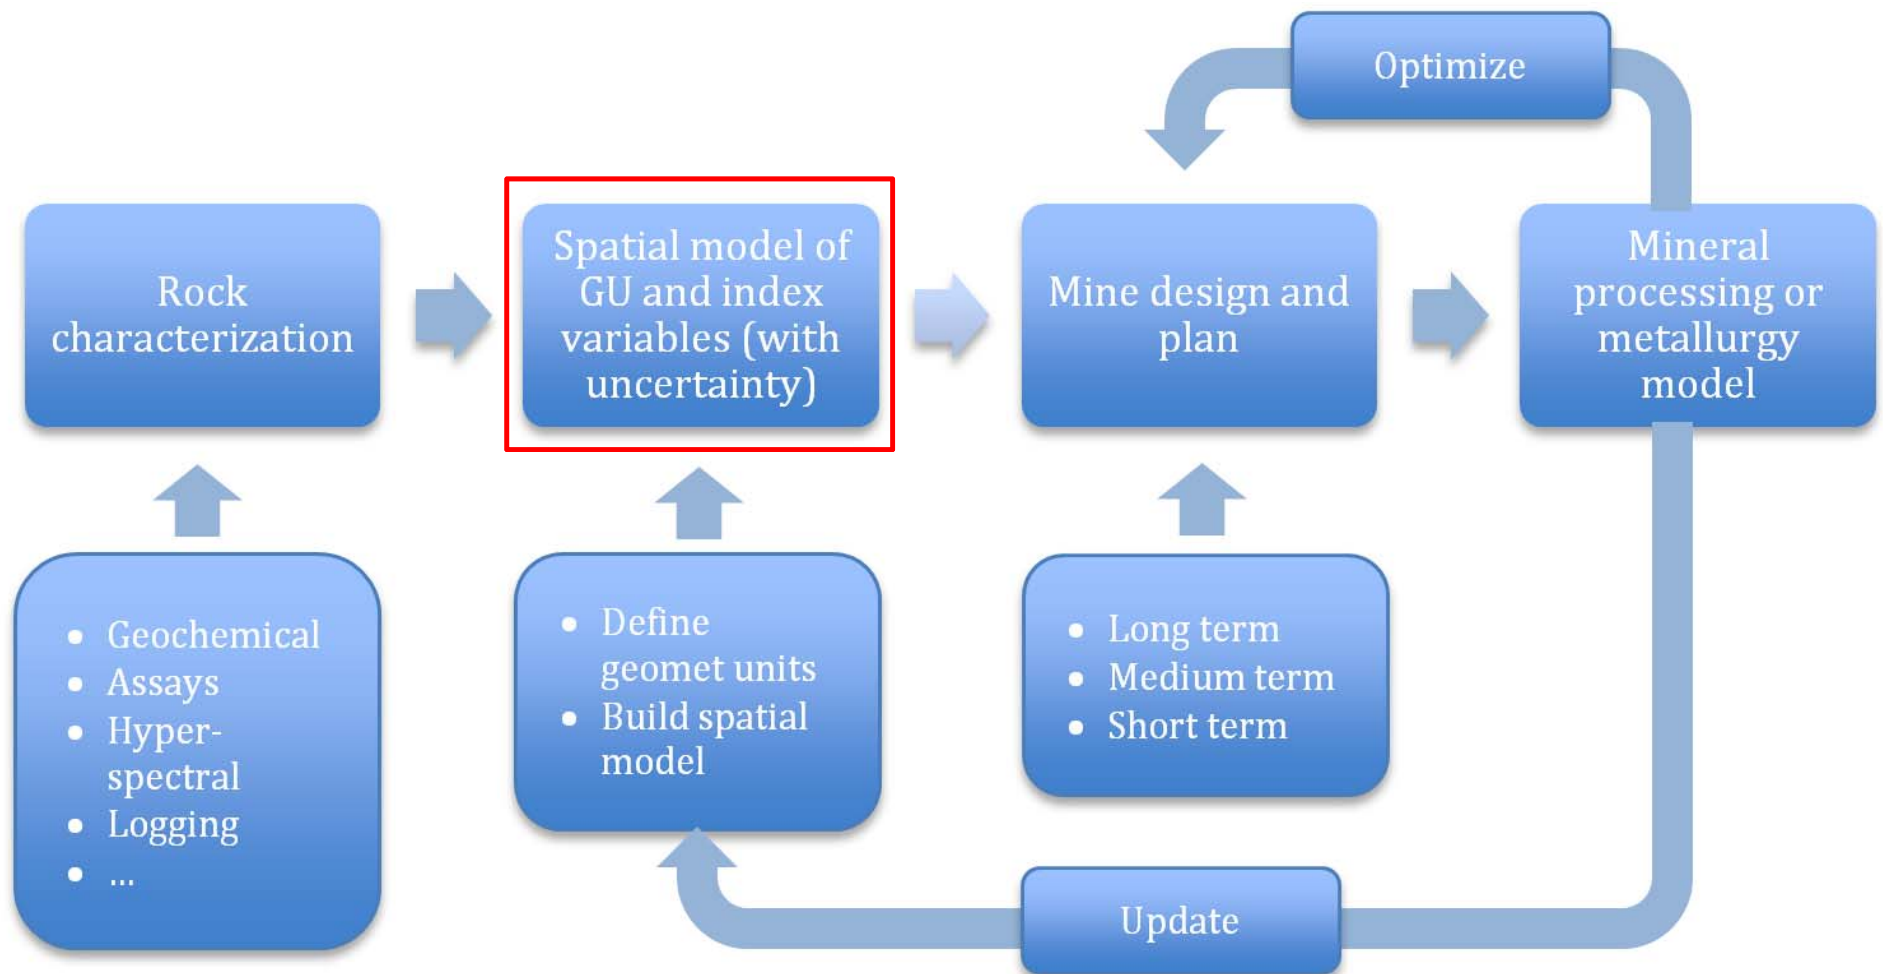 Optimize
Rock
characterization
Spatial model of
GU and index
variables (with
uncertainty)
Mine design and
plan
Mineral
processing or
metallurgy
model
• Geochemical
• Assays
• Hyper-
spectral
• Logging
• ...
• Define
geomet units
• Build spatial
model
• Long term
• Medium term
• Short term
Update